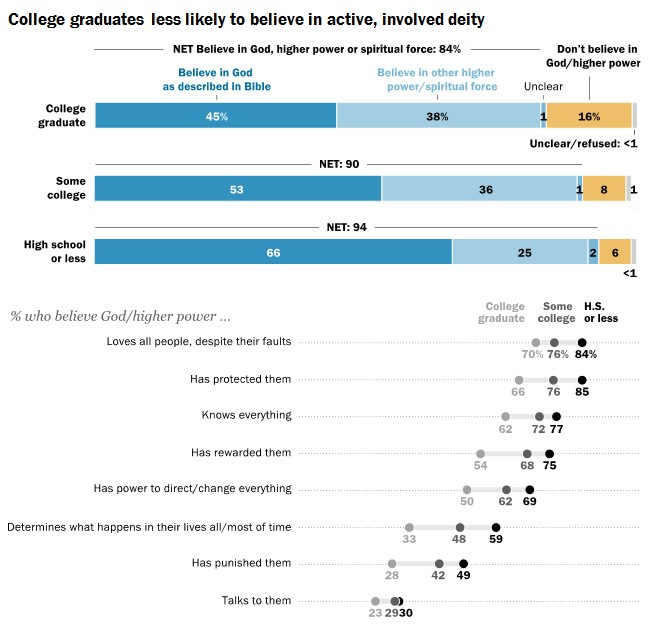 College graduates less likely to believe in active, involved deity
NET Believe in God, higher power or spiritual force: 84%
Don't believe in
God/higher power
Believe in God
as described in Bible
Believe in other higher
power/spiritual force
Unclear
College
graduate
45%
38%
1
16%
Unclear/refused: <1
NET: 90
Some
college
53
36
1
8
1
NET: 94
High school
or less
66
25
2
6
<1
% who believe God/higher power ...
College
graduate
Some
college
H.S.
or less
Loves all people, despite their faults
70% 76% 84%
Has protected them
66 76 85
Knows everything
62 72 77
Has rewarded them
54 68 75
Has power to direct/change everything
50 62 69
Determines what happens in their lives all/most of time
33 48 59
Has punished them
28 42 49
Talks to them
23 29 30